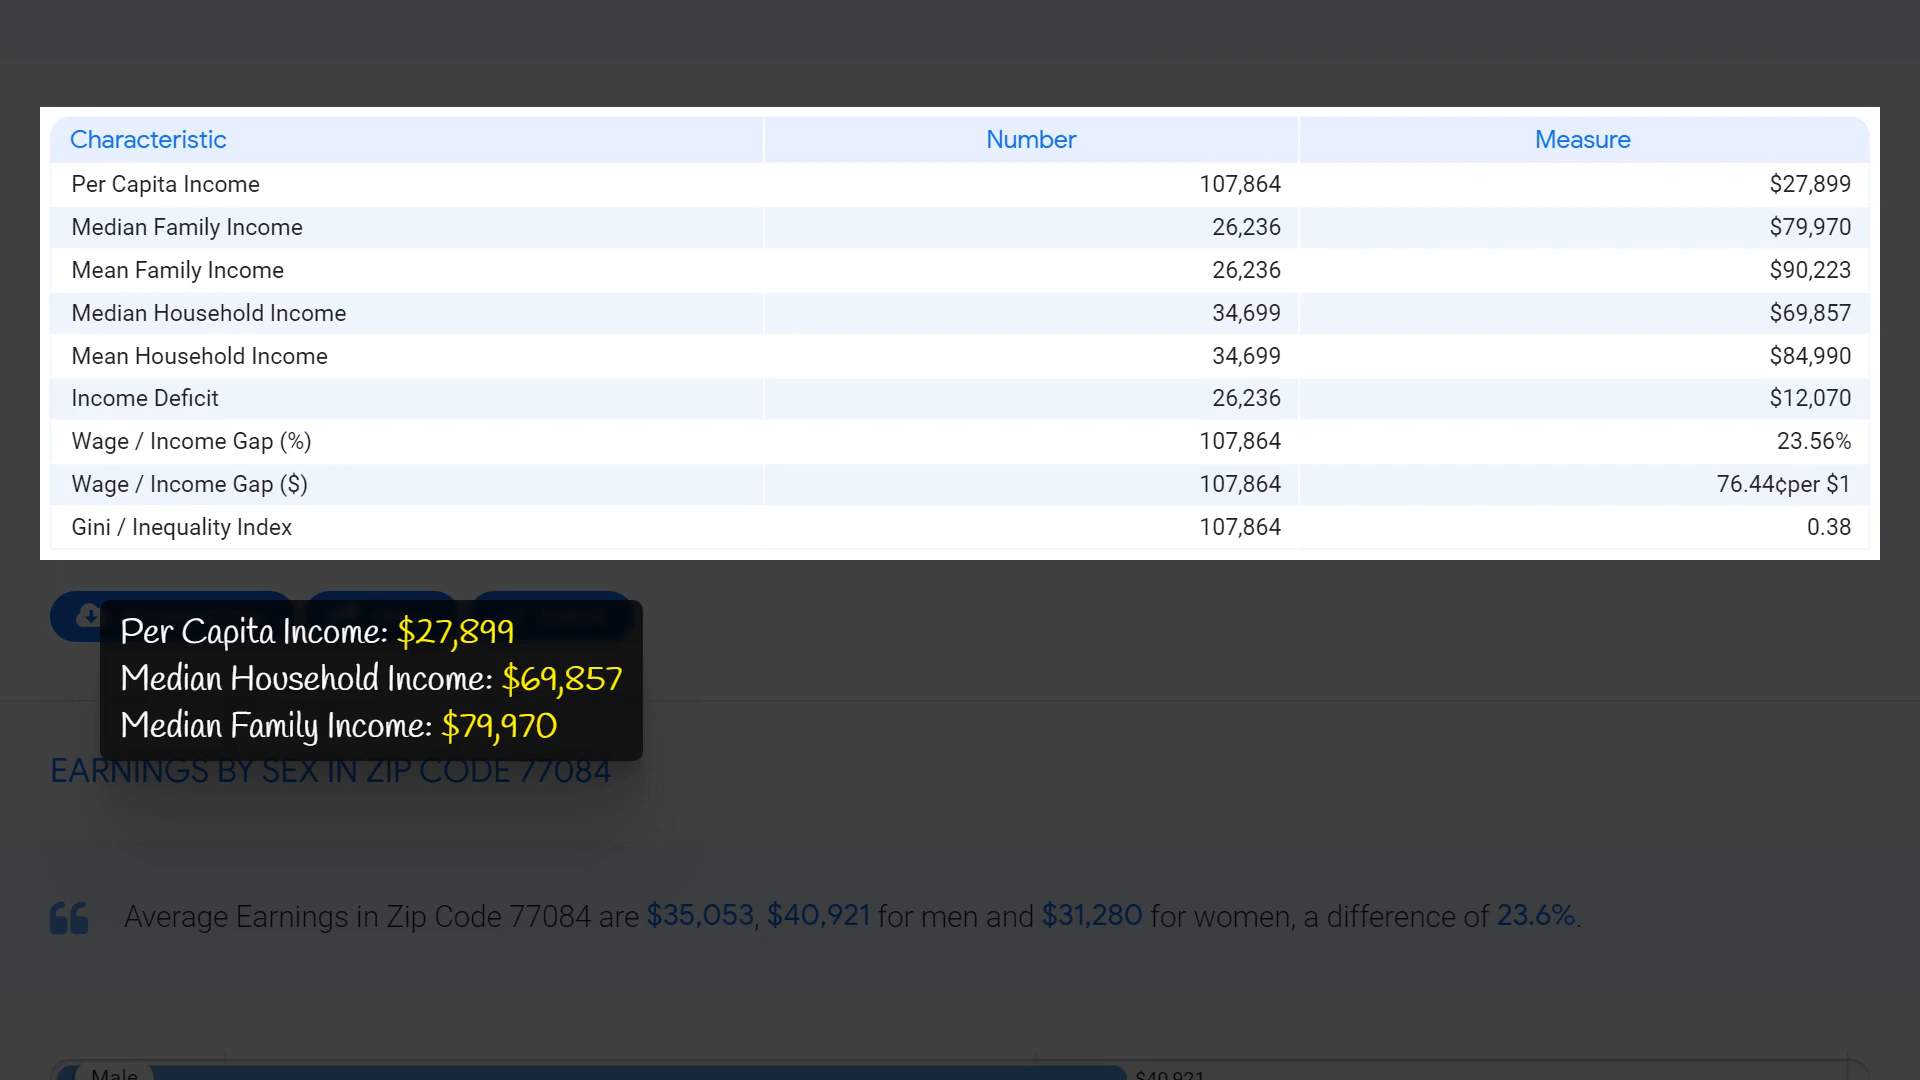 Characteristic Number Measure
Per Capita Income 107,864 $27,899
Median Family Income 26,236 $79,970
Mean Family Income 26,236 $90,223
Median Household Income 34,699 $69,857
Mean Household Income 34,699 $84,990
Income Deficit 26,236 $12,070
Wage / Income Gap (%) 107,864 23.56%
Wage / Income Gap ($) 107,864 76.44¢per $1
Gini / Inequality Index 107,864 0.38
Per Capita Income: $27,899
Median Household Income: $69,857
Median Family Income: $79,970
EARNINGS BY SEX IN ZIP CODE 77084
Average Earnings in Zip Code 77084 are $35,053, $40,921 for men and $31,280 for women, a difference of 23.6%.
Male $40,921